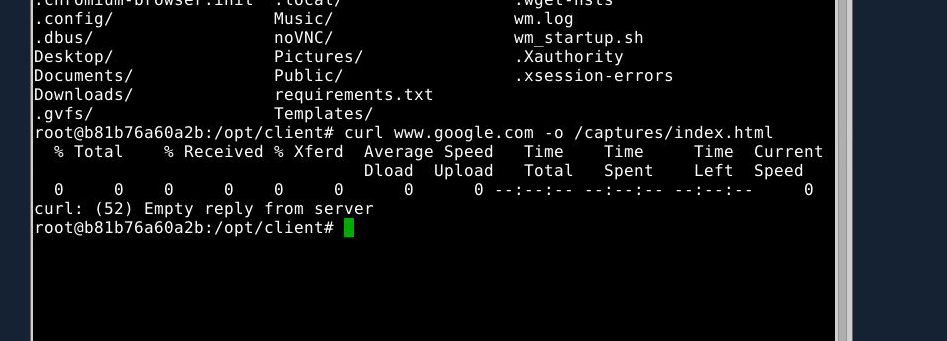 .chromium-browser.init .local/ .wget-hsts
.config/ Music/ wm.log
.dbus/ noVNC/ wm_startup.sh
Desktop/ Pictures/ .Xauthority
Documents/ Public/ .xsession-errors
Downloads/ requirements.txt
.gvfs/ Templates/
root@b81b76a60a2b:/opt/client# curl www.google.com -o /captures/index.html
% Total % Received % Xferd Average Speed Time Time Time Current
Dload Upload Total Spent Left Speed
0 0 0 0 0 0 0 0 --:--:-- --:--:-- --:--:-- 0
curl: (52) Empty reply from server
root@b81b76a60a2b:/opt/client#